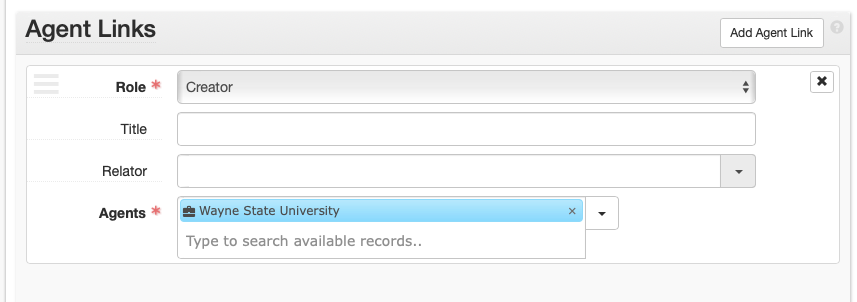 Agent Links
Add Agent Link
Role *
Creator
Title
Relator
Agents *
Wayne State University ×
Type to search available records..